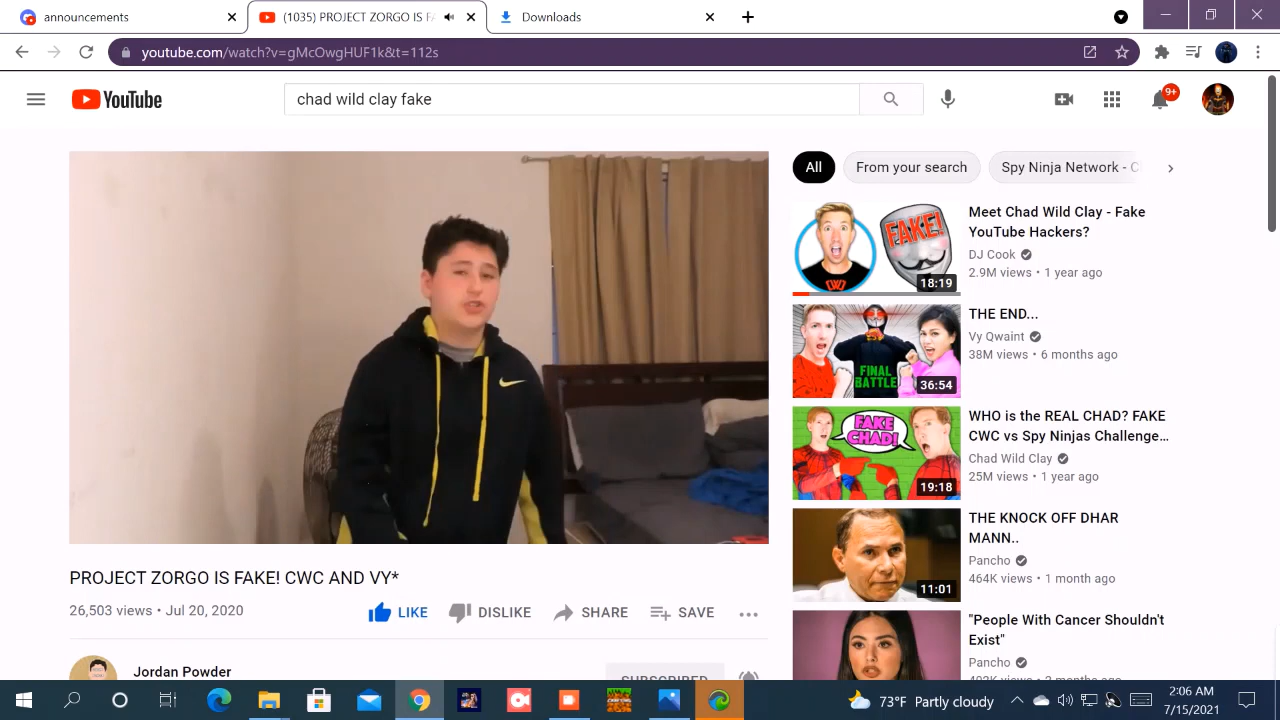 announcements
(1035) PROJECT ZORGO IS FA
Downloads
youtube.com/watch?v=gMcOwgHUF1k&t=112s
YouTube
chad wild clay fake
9+
All
From your search
Spy Ninja Network - C
FAKE!
CWC
18:19
Meet Chad Wild Clay - Fake
YouTube Hackers?
DJ Cook
2.9M views • 1 year ago
FINAL
BATTLE
36:54
THE END...
Vy Qwaint
38M views • 6 months ago
FAKE
CHAD!
19:18
WHO is the REAL CHAD? FAKE
CWC vs Spy Ninjas Challenge...
Chad Wild Clay
25M views • 1 year ago
11:01
THE KNOCK OFF DHAR
MANN..
Pancho
464K views • 1 month ago
"People With Cancer Shouldn't
Exist"
Pancho
PROJECT ZORGO IS FAKE! CWC AND VY*
26,503 views • Jul 20, 2020
LIKE
DISLIKE
SHARE
SAVE
Jordan Powder
SUBSCRIBED
73°F Partly cloudy
2:06 AM
7/15/2021